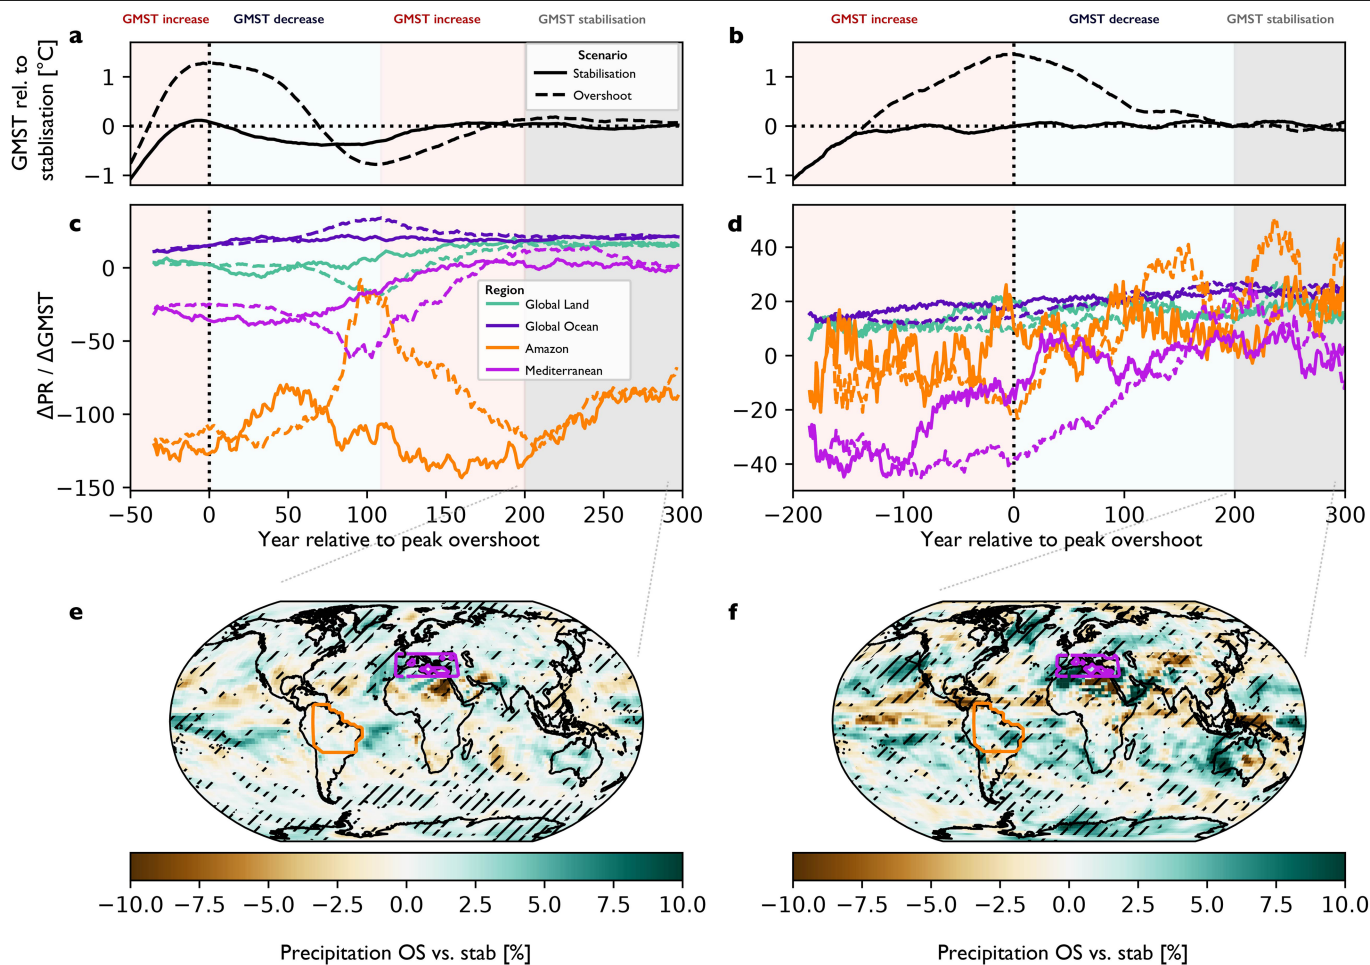 GMST increase GMST decrease GMST increase GMST stabilisation
GMST increase GMST decrease GMST stabilisation
a
b
GMST rel. to
stablisation [°C]
1
0
−1
Scenario
Stabilisation
Overshoot
1
0
−1
c
d
ΔPR / ΔGMST
0
−50
−100
−150
Region
Global Land
Global Ocean
Amazon
Mediterranean
40
20
0
−20
−40
−50 0 50 100 150 200 250 300
Year relative to peak overshoot
−200 −100 0 100 200 300
Year relative to peak overshoot
e
f
−10.0 −7.5 −5.0 −2.5 0.0 2.5 5.0 7.5 10.0
Precipitation OS vs. stab [%]
−10.0 −7.5 −5.0 −2.5 0.0 2.5 5.0 7.5 10.0
Precipitation OS vs. stab [%]